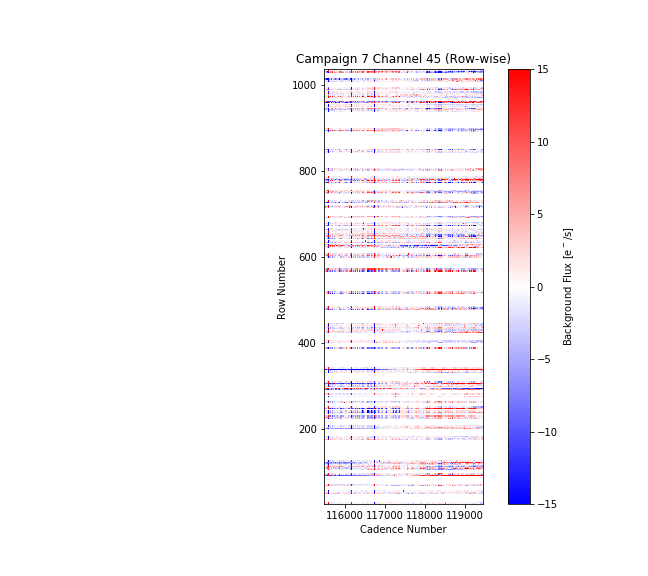 Campaign 7 Channel 45 (Row-wise)
1000
800
600
400
200
Row Number
116000 117000 118000 119000
Cadence Number
15
10
5
0
−5
−10
−15
Background Flux [e⁻/s]